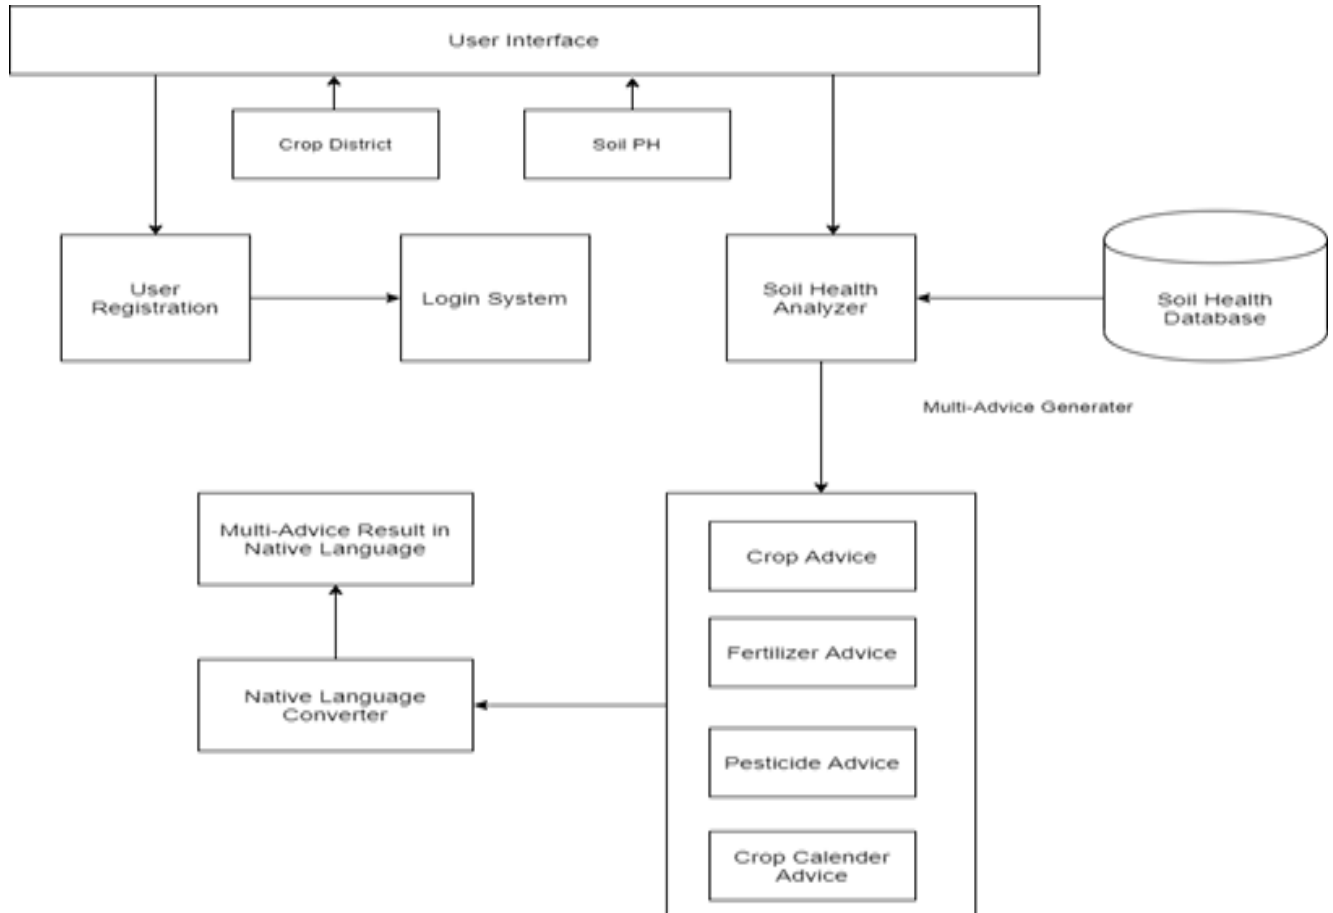 User Interface
Crop District
Soil PH
User
Registration
Login System
Soil Health
Analyzer
Soil Health
Database
Multi-Advice Generater
Multi-Advice Result in
Native Language
Crop Advice
Fertilizer Advice
Native Language
Converter
Pesticide Advice
Crop Calender
Advice